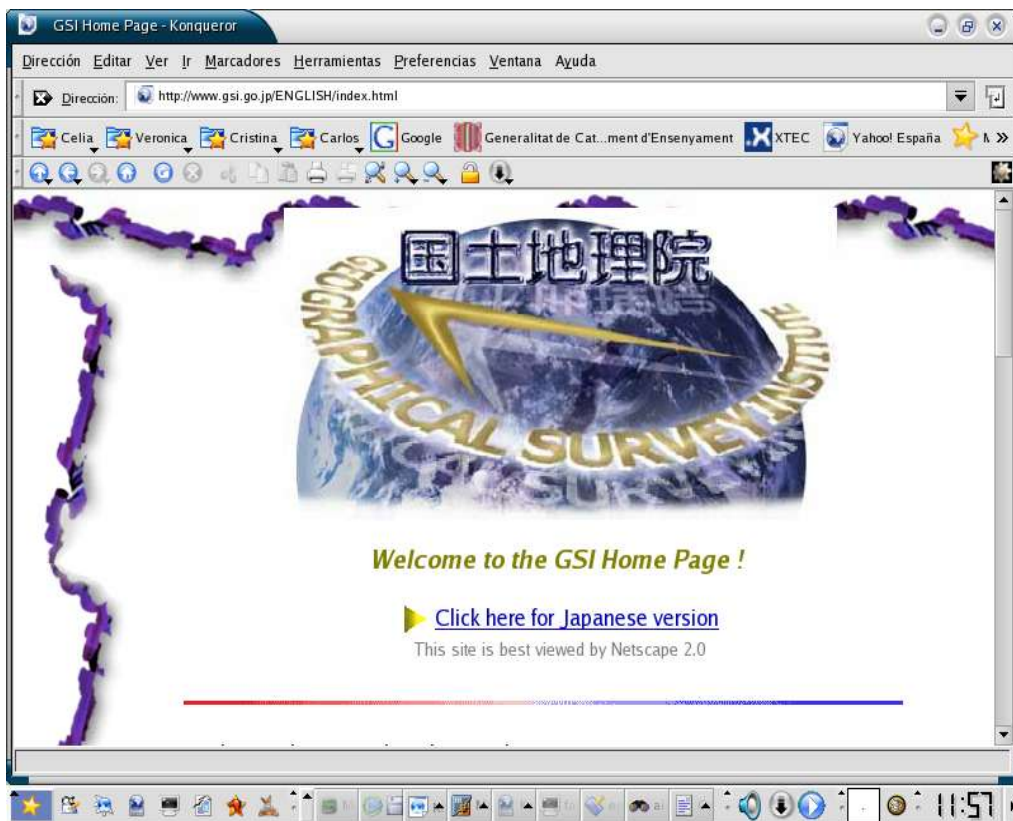 GSI Home Page - Konqueror
Dirección Editar Ver Ir Marcadores Herramientas Preferencias Ventana Ayuda
Dirección: http://www.gsi.go.jp/ENGLISH/index.html
Celia Veronica Cristina Carlos Google Generalitat de Cat...ment d'Ensenyament XTEC Yahoo! España
国土地理院
GEOGRAPHICAL SURVEY INSTITUTE
Welcome to the GSI Home Page !
Click here for Japanese version
This site is best viewed by Netscape 2.0
11:57